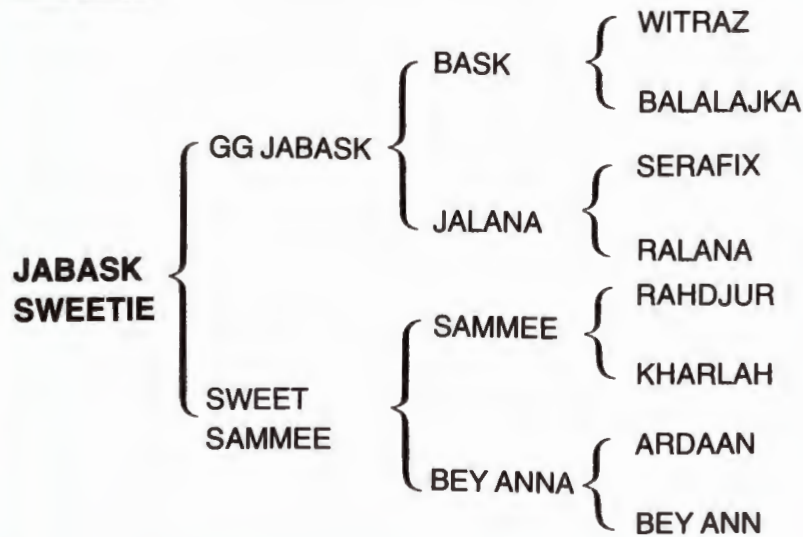 WITRAZ
BASK
BALALAJKA
GG JABASK
SERAFIX
JALANA
RALANA
JABASK
SWEETIE
RAHDJUR
SAMMEE
KHARLAH
SWEET
SAMMEE
ARDAAN
BEY ANNA
BEY ANN